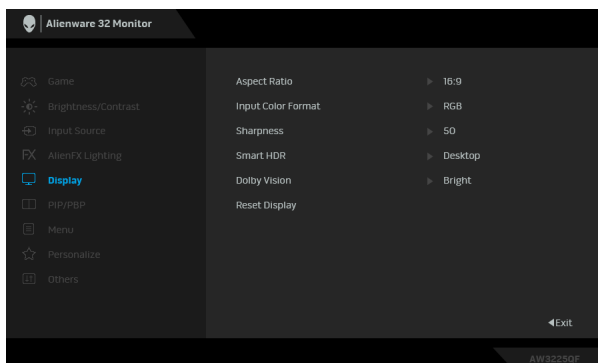 Alienware 32 Monitor
Game
Brightness/Contrast
Input Source
AlienFX Lighting
Display
PIP/PBP
Menu
Personalize
Others
Aspect Ratio 16:9
Input Color Format RGB
Sharpness 50
Smart HDR Desktop
Dolby Vision Bright
Reset Display
Exit
AW3225QF